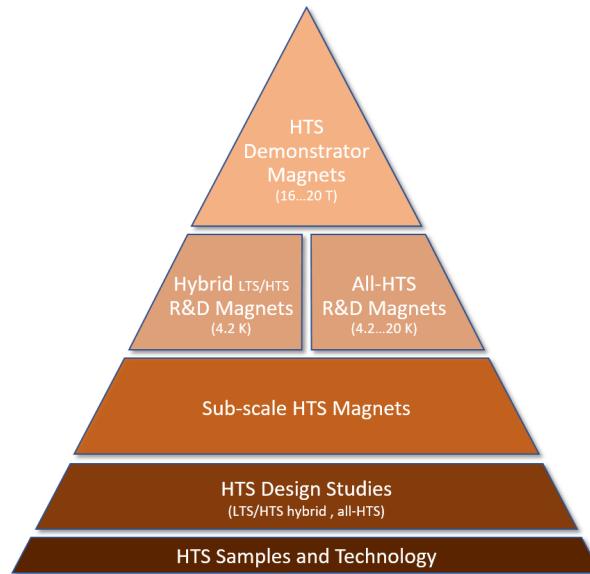 HTS
Demonstrator
Magnets
(16...20 T)
Hybrid LTS/HTS
R&D Magnets
(4.2 K)
All-HTS
R&D Magnets
(4.2...20 K)
Sub-scale HTS Magnets
HTS Design Studies
(LTS/HTS hybrid , all-HTS)
HTS Samples and Technology